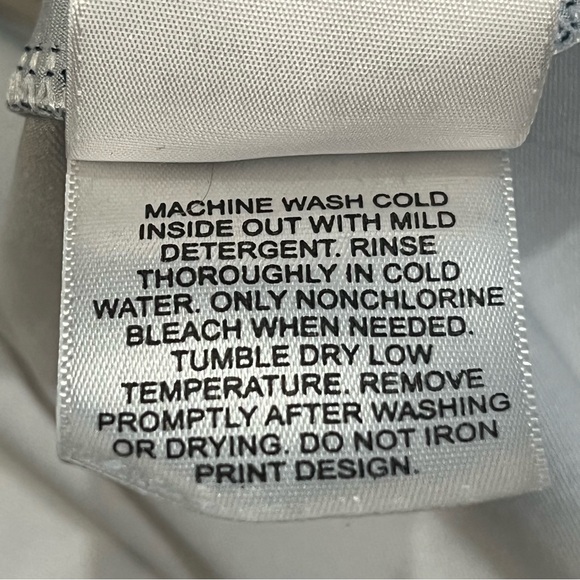 MACHINE WASH COLD
INSIDE OUT WITH MILD
DETERGENT. RINSE
THOROUGHLY IN COLD
WATER. ONLY NONCHLORINE
BLEACH WHEN NEEDED.
TUMBLE DRY LOW
TEMPERATURE. REMOVE
PROMPTLY AFTER WASHING
OR DRYING. DO NOT IRON
PRINT DESIGN.